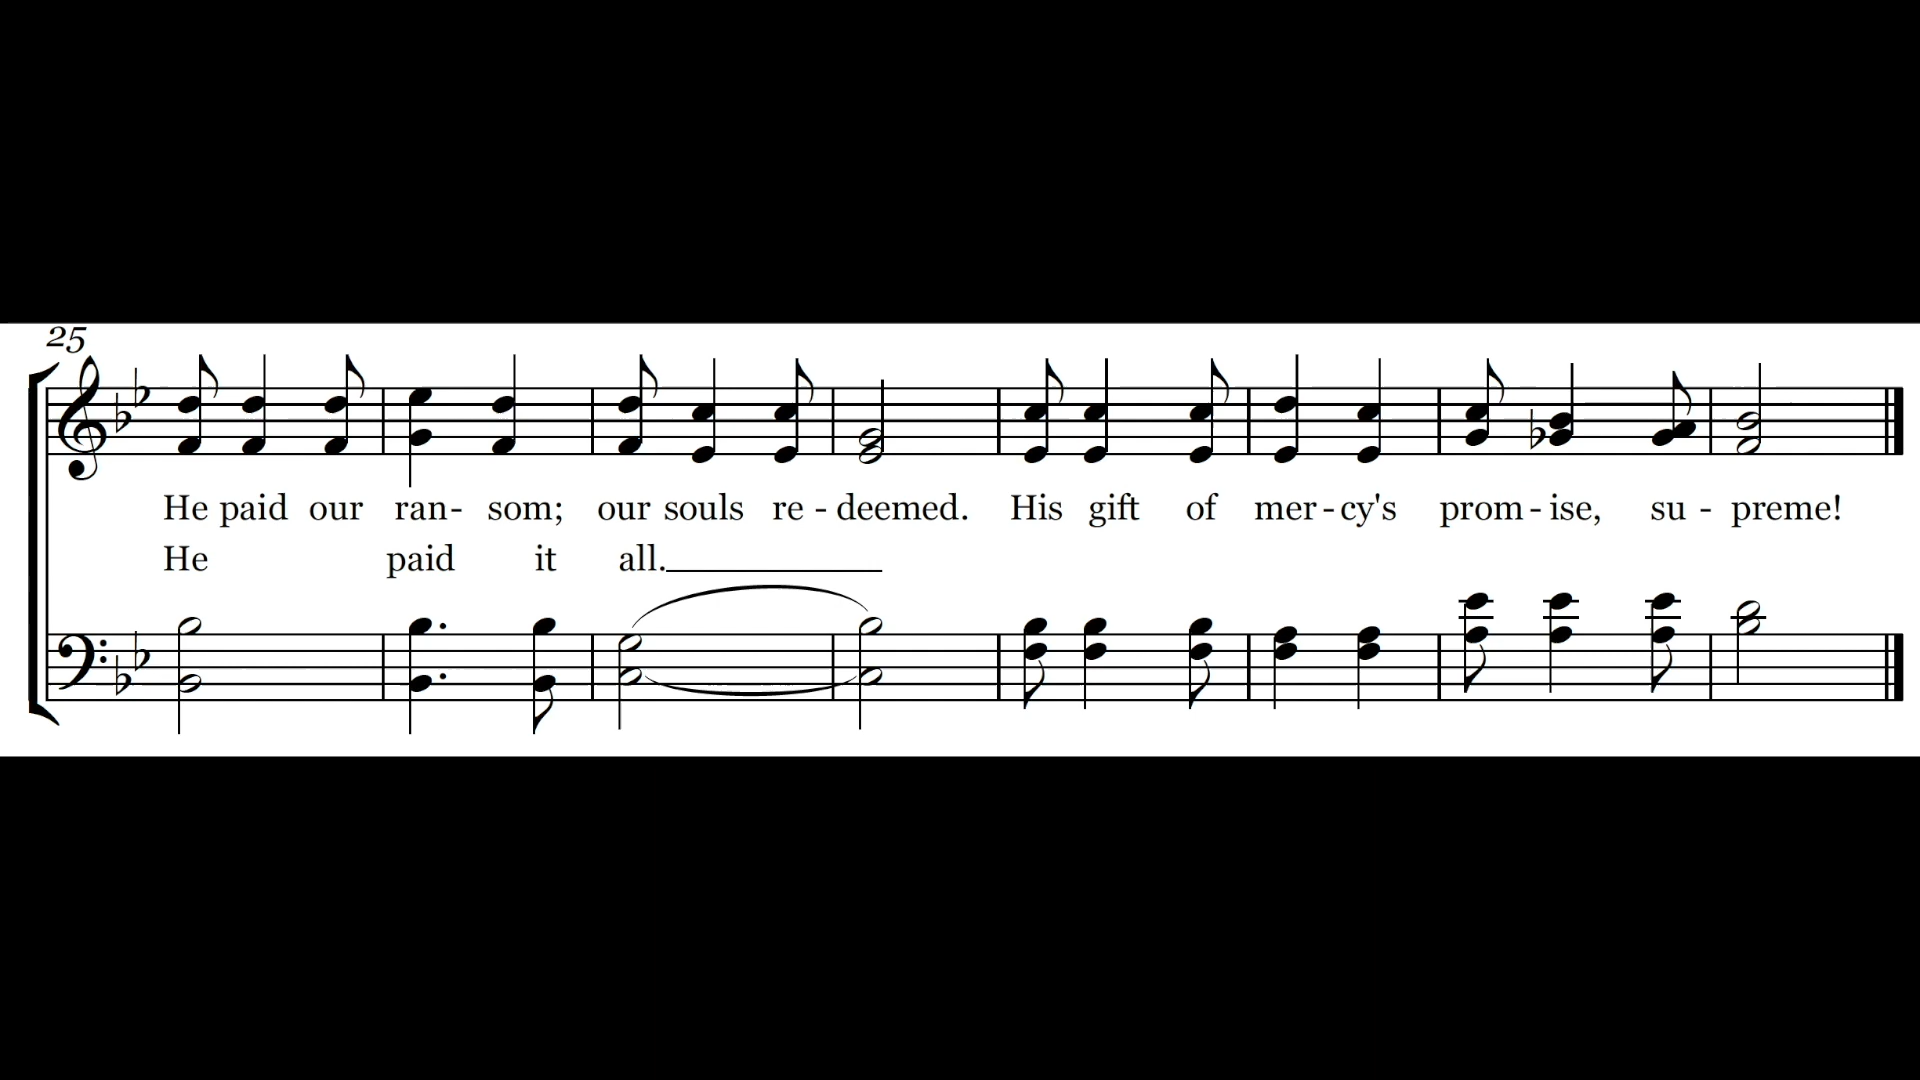 25
He paid our ran- som; our souls re - deemed. His gift of mer - cy's prom - ise, su - preme!
He paid it all.